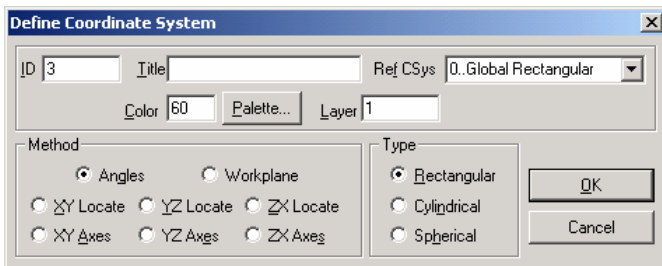 Define Coordinate System
ID 3 Title Ref CSys 0..Global Rectangular
Color 60 Palette... Layer 1
Method Type
Angles Workplane Rectangular
OK
XY Locate YZ Locate ZX Locate Cylindrical
XY Axes YZ Axes ZX Axes Spherical
Cancel